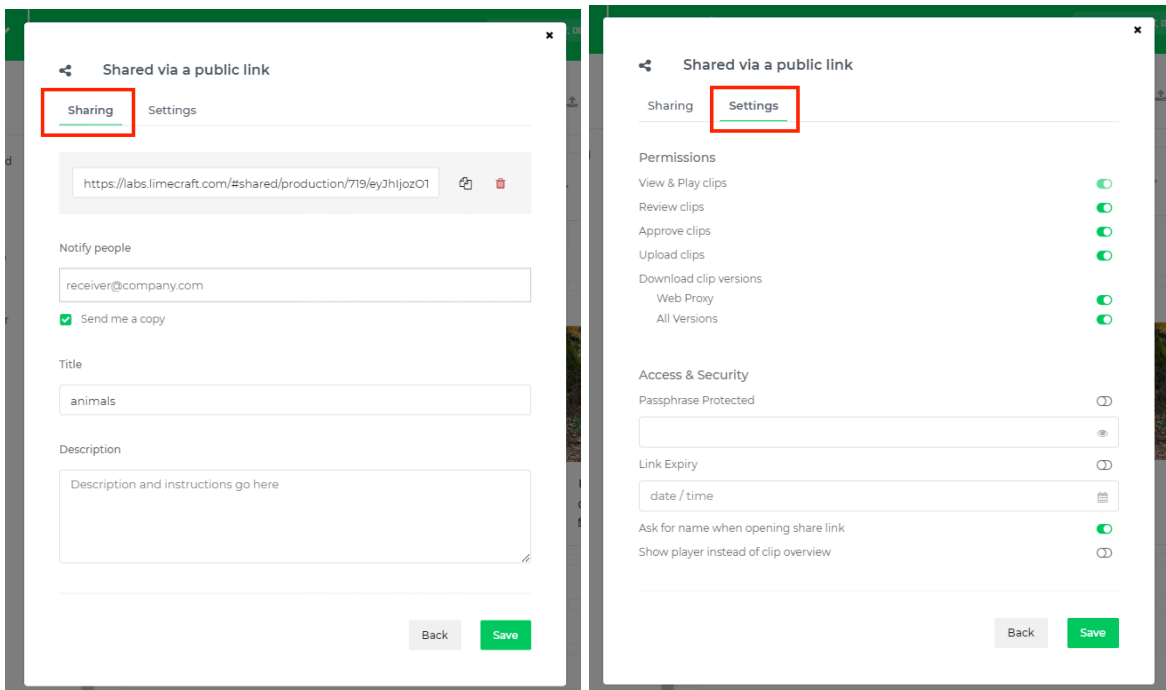 Shared via a public link
Sharing Settings
https://labs.limecraft.com/#shared/production/719/eyJhIjozO1
Notify people
receiver@company.com
Send me a copy
Title
animals
Description
Description and instructions go here
Back Save
Shared via a public link
Sharing Settings
Permissions
View & Play clips
Review clips
Approve clips
Upload clips
Download clip versions
Web Proxy
All Versions
Access & Security
Passphrase Protected
Link Expiry
date / time
Ask for name when opening share link
Show player instead of clip overview
Back Save